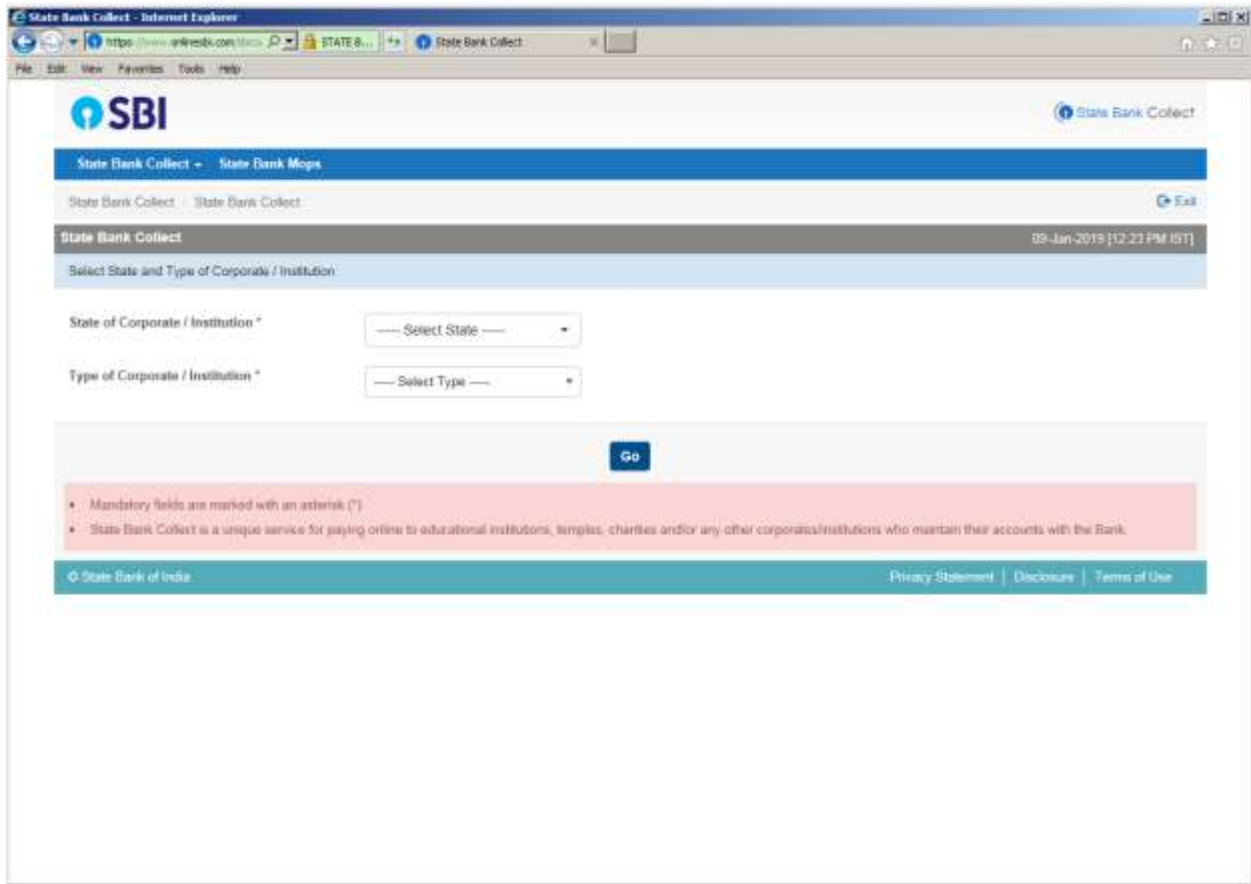 State Bank Collect - Internet Explorer
https://www.onlinesbi.com STATE B... State Bank Collect
File Edit View Favorites Tools Help
SBI
State Bank Collect
State Bank Collect State Bank Mops
State Bank Collect State Bank Collect
Exit
State Bank Collect
09-Jan-2019 [12:23 PM IST]
Select State and Type of Corporate / Institution
State of Corporate / Institution *
----- Select State -----
Type of Corporate / Institution *
----- Select Type -----
Go
Mandatory fields are marked with an asterisk (*)
State Bank Collect is a unique service for paying online to educational institutions, temples, charities and/or any other corporates/institutions who maintain their accounts with the Bank.
© State Bank of India
Privacy Statement | Disclosure | Terms of Use